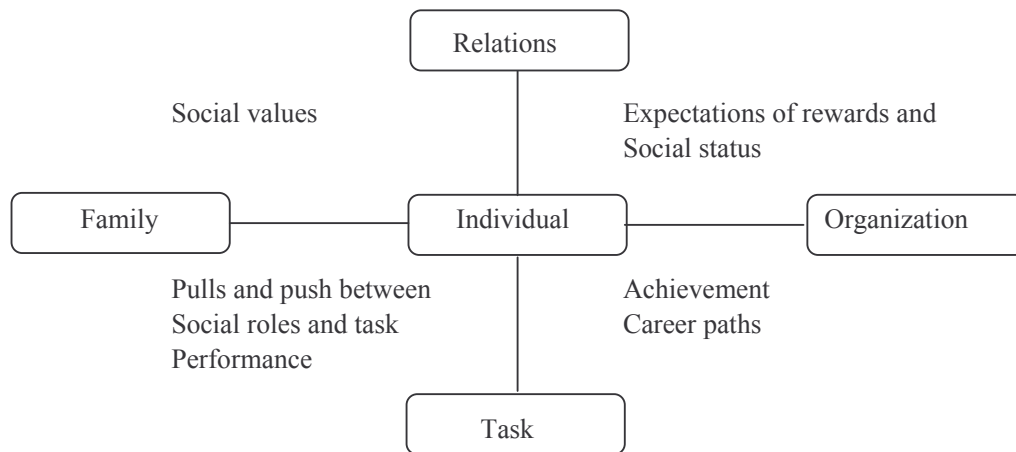 Relations
Social values
Expectations of rewards and
Social status
Family
Individual
Organization
Pulls and push between
Social roles and task
Performance
Achievement
Career paths
Task